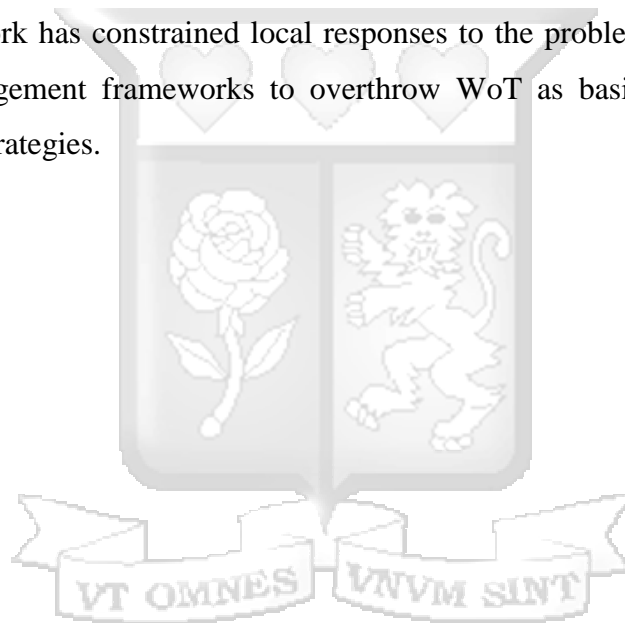 ork has constrained local responses to the proble
gement frameworks to overthrow WoT as basi
rategies.
VT OMNES VNVM SINT